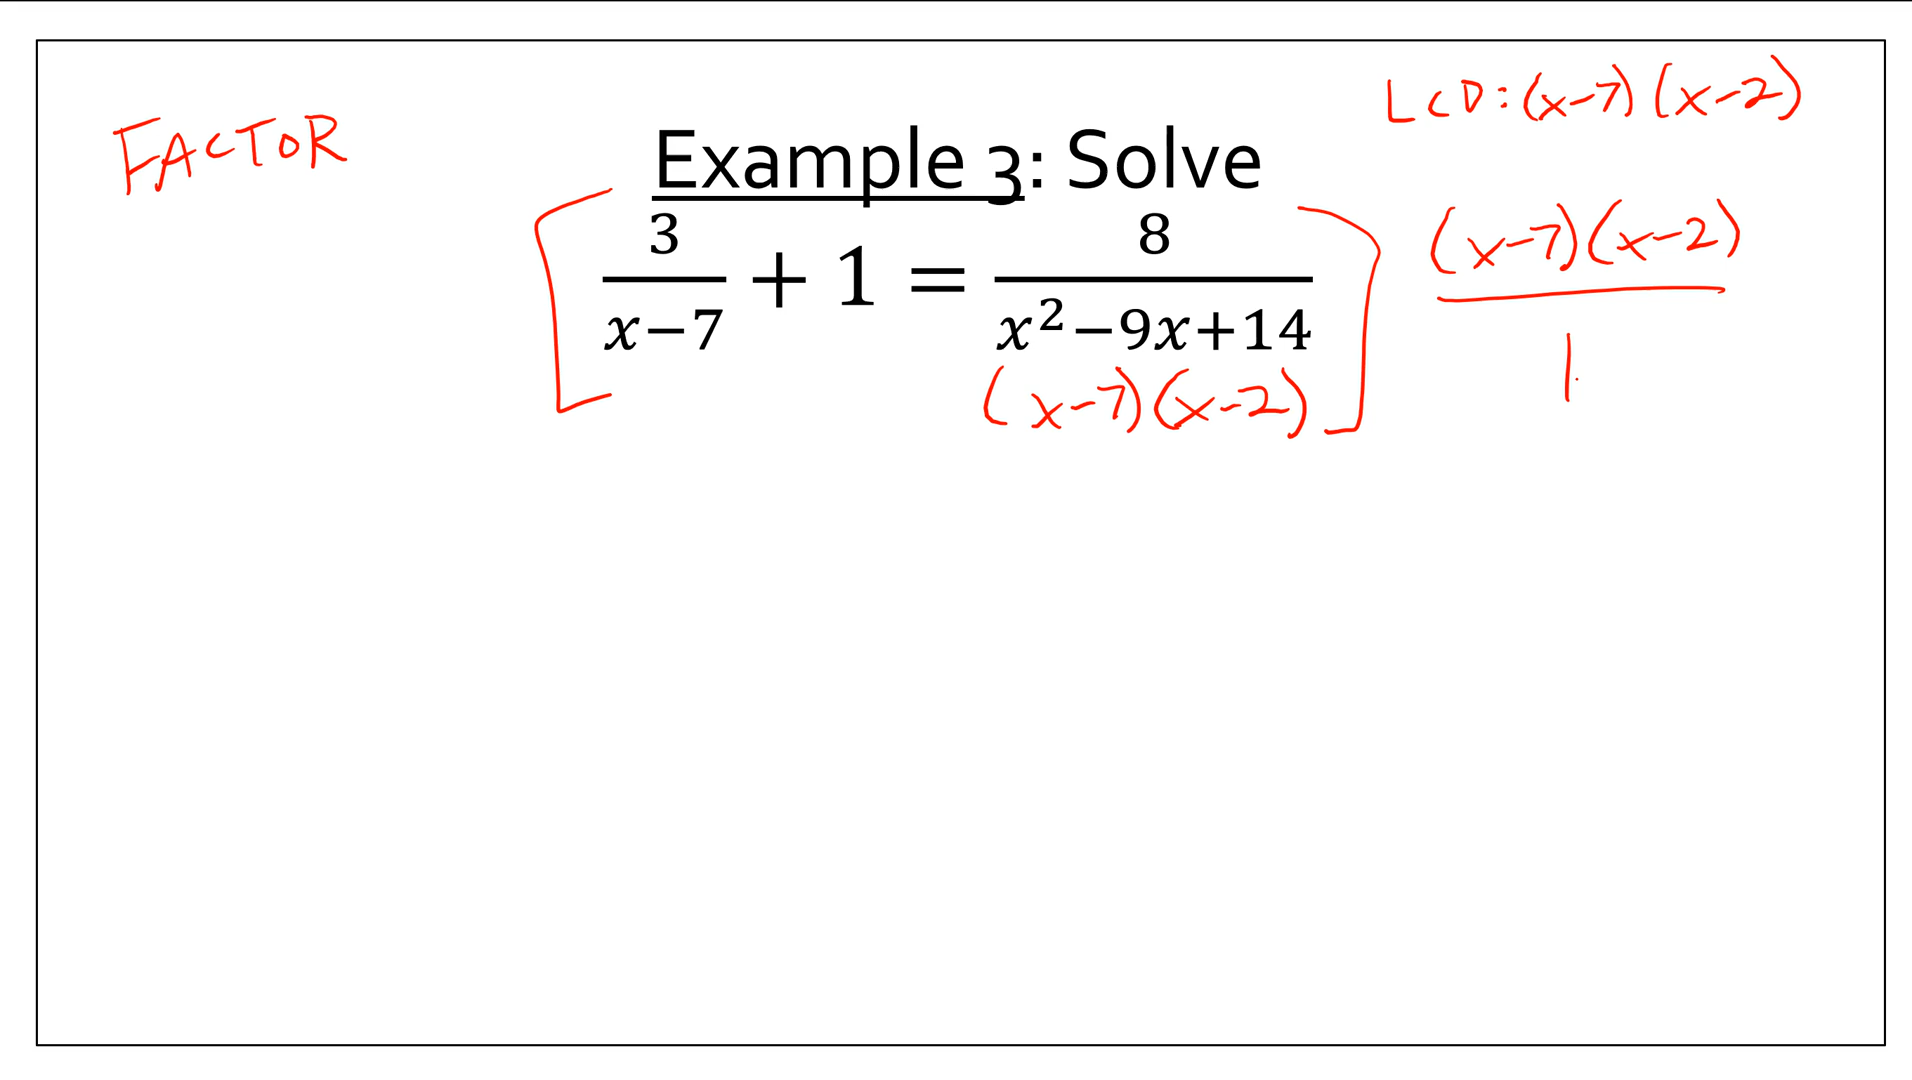 FACTOR
LCD: (x-7)(x-2)
Example 3: Solve
[ 3/(x−7) + 1 = 8/(x²−9x+14) ] (x-7)(x-2)/1
(x-7)(x-2)